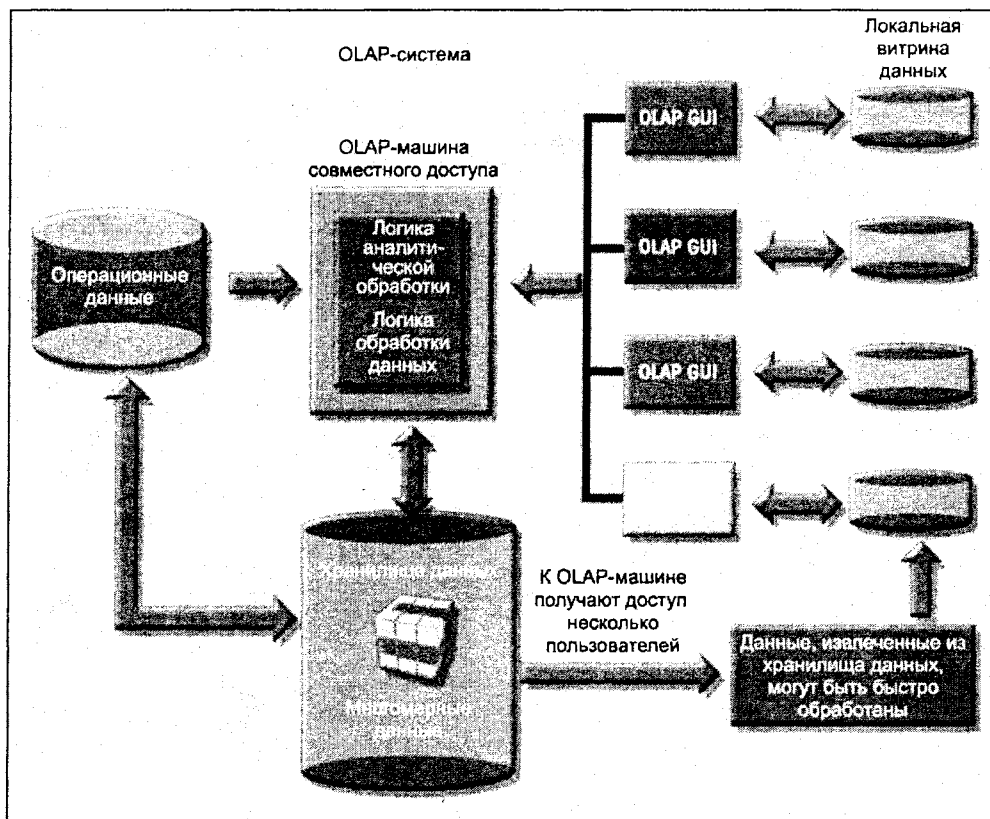 OLAP-система
Локальная
витрина
данных
OLAP-машина
совместного доступа
Логика
аналити-
ческой
обработки
Логика
обработки
данных
Операционные
данные
OLAP GUI
OLAP GUI
OLAP GUI
Хранилище данных
Многомерные
данные
К OLAP-машине
получают доступ
несколько
пользователей
Данные, извлеченные из
хранилища данных,
могут быть быстро
обработаны